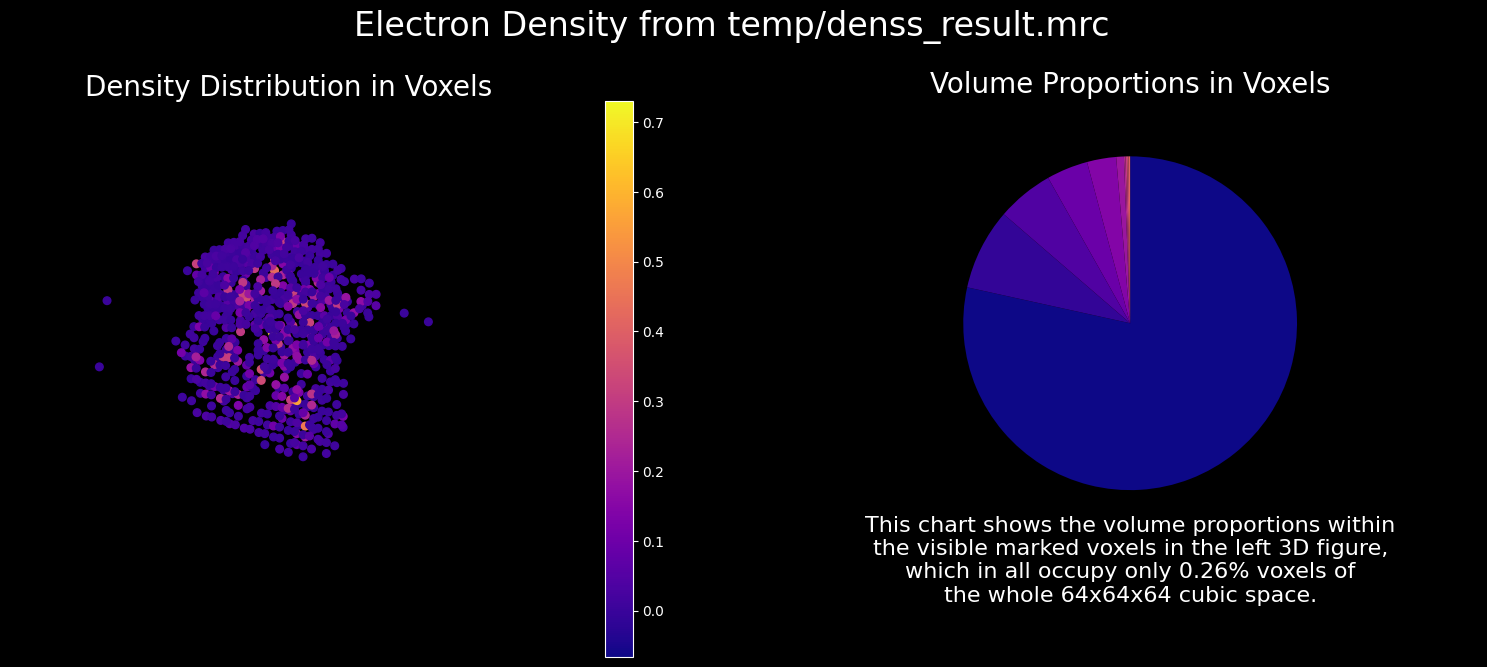 Electron Density from temp/denss_result.mrc
Density Distribution in Voxels
0.7
0.6
0.5
0.4
0.3
0.2
0.1
0.0
Volume Proportions in Voxels
This chart shows the volume proportions within
the visible marked voxels in the left 3D figure,
which in all occupy only 0.26% voxels of
the whole 64x64x64 cubic space.